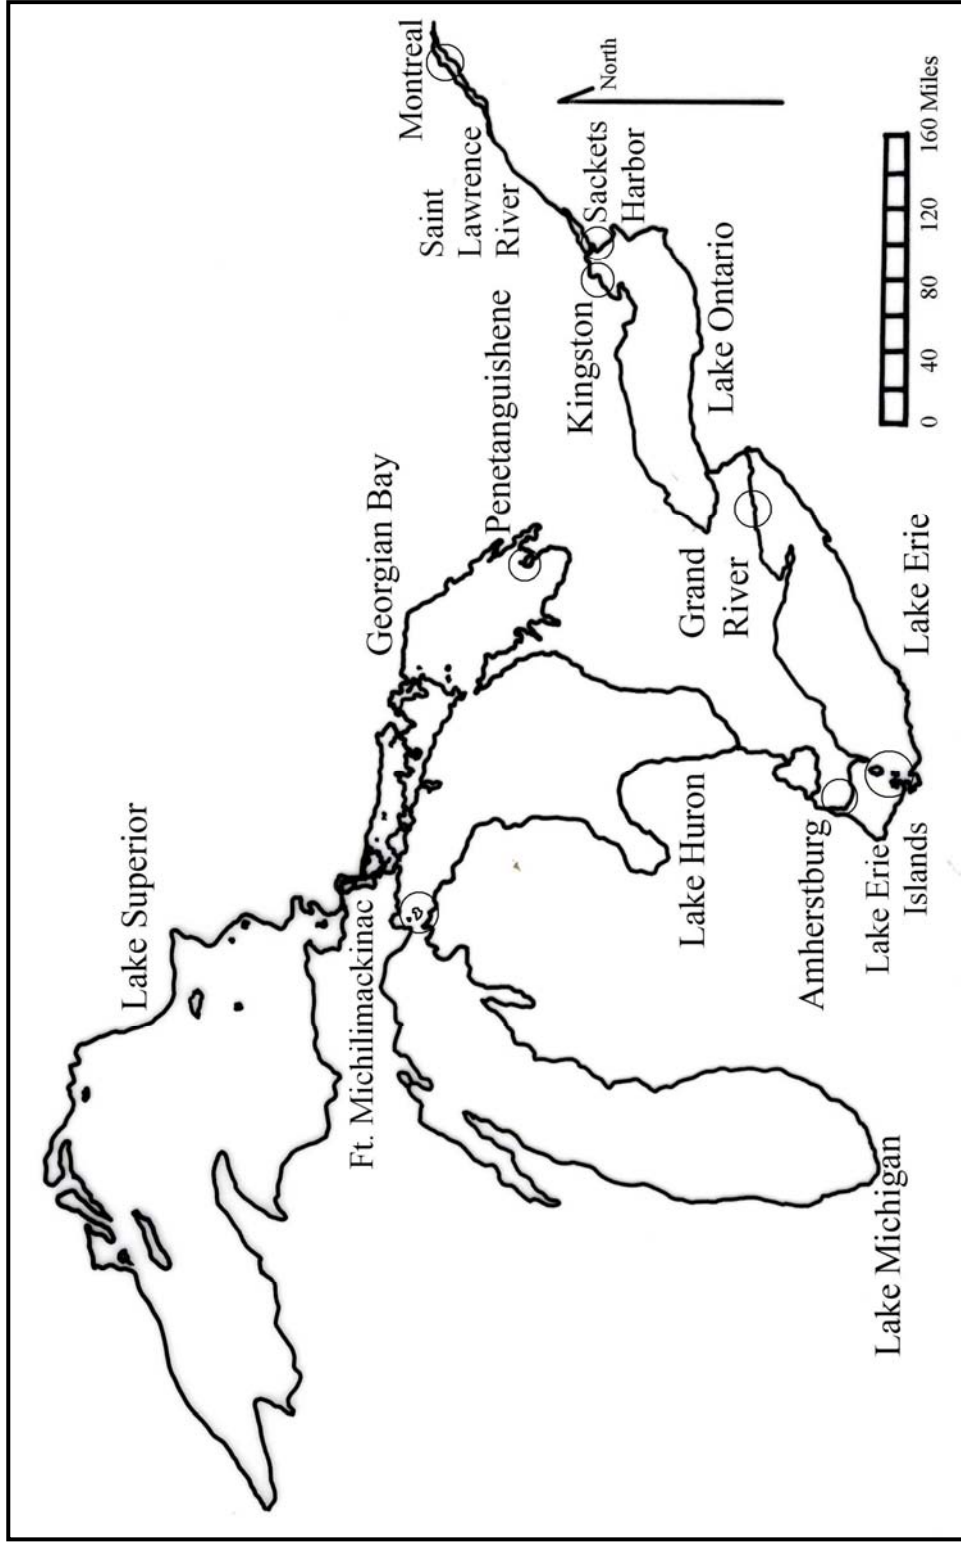 Lake Superior
Georgian Bay
Penetanguishene
Montreal
Saint
Lawrence
River
North
Kingston
Sackets
Harbor
Ft. Michilimackinac
Lake Ontario
Grand
River
Lake Huron
Amherstburg
Lake Erie
Islands
Lake Erie
Lake Michigan
0 40 80 120 160 Miles